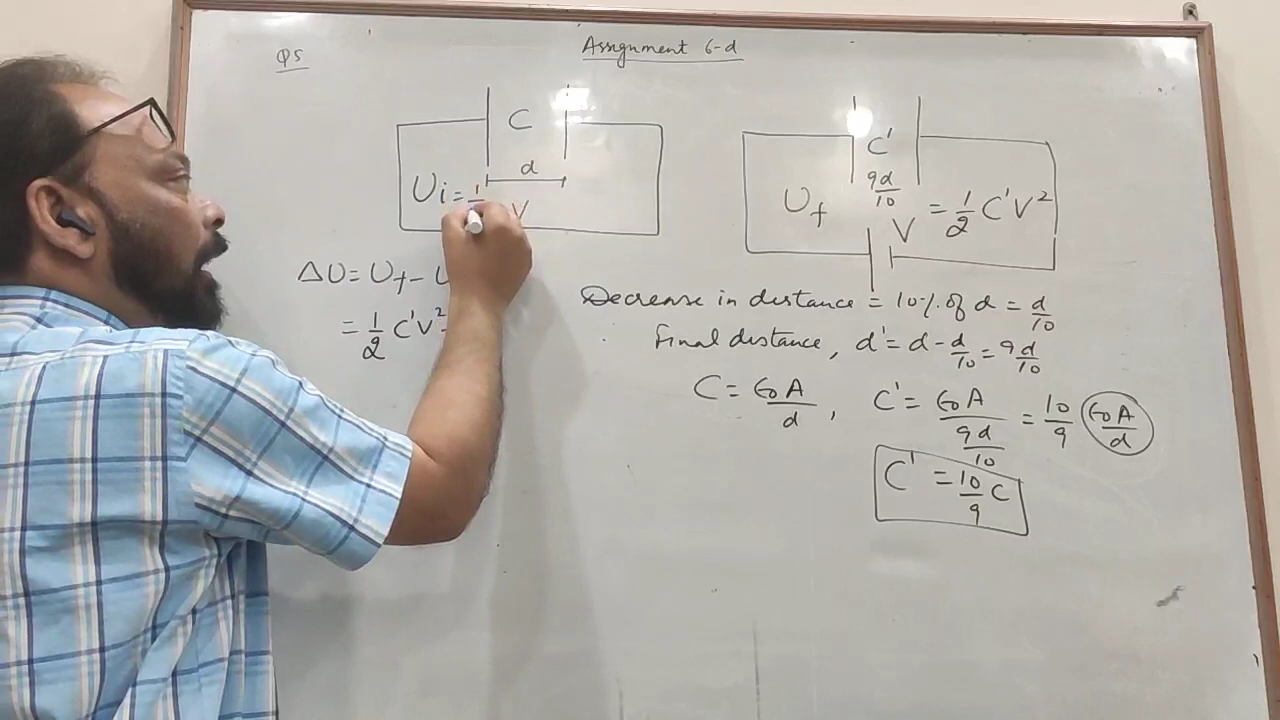 Q5
Assignment 6-d
C
d
Ui = 1
V
C'
9d/10
Uf
V
= 1/2 C'V²
ΔU = Uf -
= 1/2 C'V² -
Decrease in distance = 10% of d = d/10
Final distance, d' = d - d/10 = 9d/10
C = ϵ₀A/d, C' = ϵ₀A/(9d/10) = 10/9 ϵ₀A/d
C' = 10/9 C